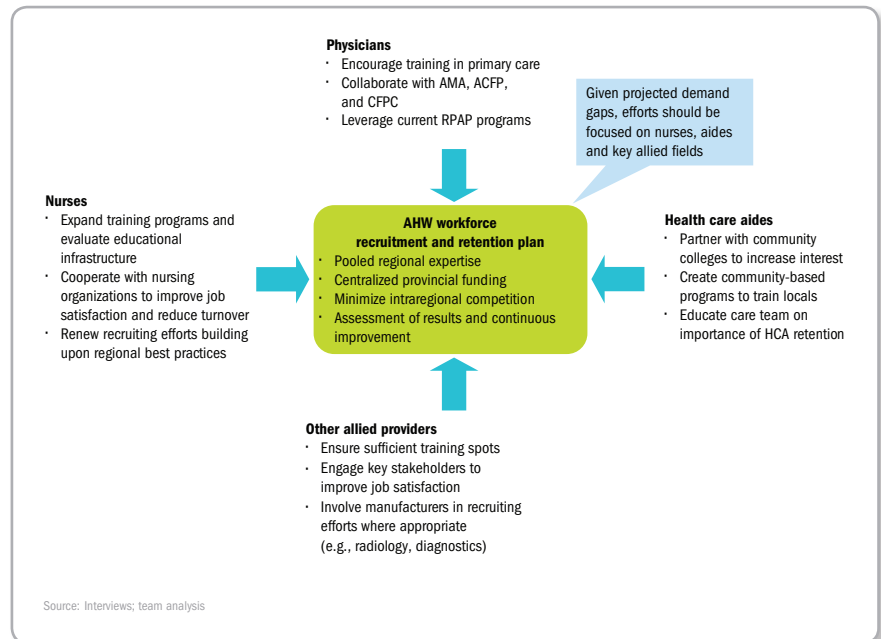 Physicians
· Encourage training in primary care
· Collaborate with AMA, ACFP,
and CFPC
· Leverage current RPAP programs
Given projected demand
gaps, efforts should be
focused on nurses, aides
and key allied fields
Nurses
· Expand training programs and
evaluate educational
infrastructure
· Cooperate with nursing
organizations to improve job
satisfaction and reduce turnover
· Renew recruiting efforts building
upon regional best practices
AHW workforce
recruitment and retention plan
· Pooled regional expertise
· Centralized provincial funding
· Minimize intraregional competition
· Assessment of results and continuous
improvement
Health care aides
· Partner with community
colleges to increase interest
· Create community-based
programs to train locals
· Educate care team on
importance of HCA retention
Other allied providers
· Ensure sufficient training spots
· Engage key stakeholders to
improve job satisfaction
· Involve manufacturers in recruiting
efforts where appropriate
(e.g., radiology, diagnostics)
Source: Interviews; team analysis